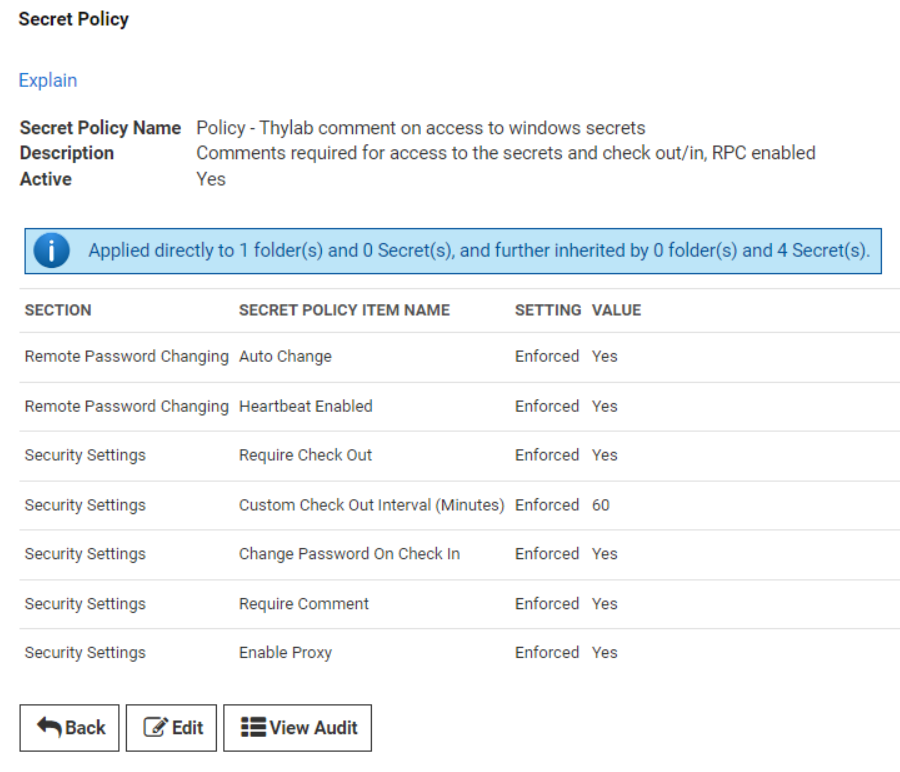 Secret Policy
Explain
Secret Policy Name Policy - Thylab comment on access to windows secrets
Description Comments required for access to the secrets and check out/in, RPC enabled
Active Yes
Applied directly to 1 folder(s) and 0 Secret(s), and further inherited by 0 folder(s) and 4 Secret(s).
SECTION SECRET POLICY ITEM NAME SETTING VALUE
Remote Password Changing Auto Change Enforced Yes
Remote Password Changing Heartbeat Enabled Enforced Yes
Security Settings Require Check Out Enforced Yes
Security Settings Custom Check Out Interval (Minutes) Enforced 60
Security Settings Change Password On Check In Enforced Yes
Security Settings Require Comment Enforced Yes
Security Settings Enable Proxy Enforced Yes
Back Edit View Audit